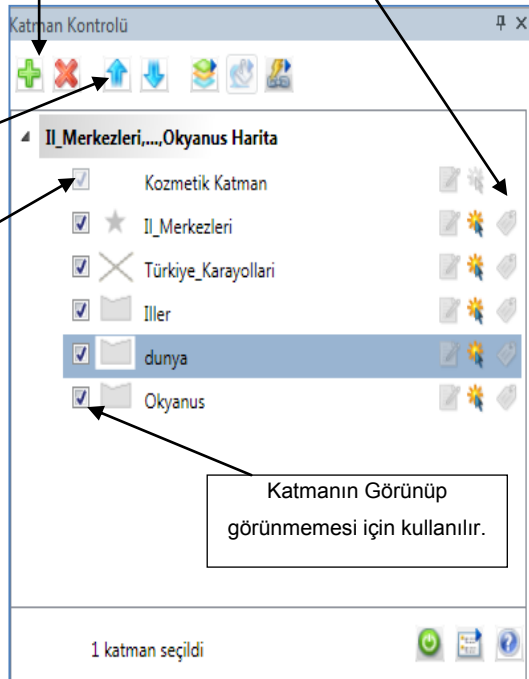 Katman Kontrolü
Il_Merkezleri,...,Okyanus Harita
Kozmetik Katman
Il_Merkezleri
Türkiye_Karayollari
Iller
dunya
Okyanus
Katmanın Görünüp
görünmemesi için kullanılır.
1 katman seçildi